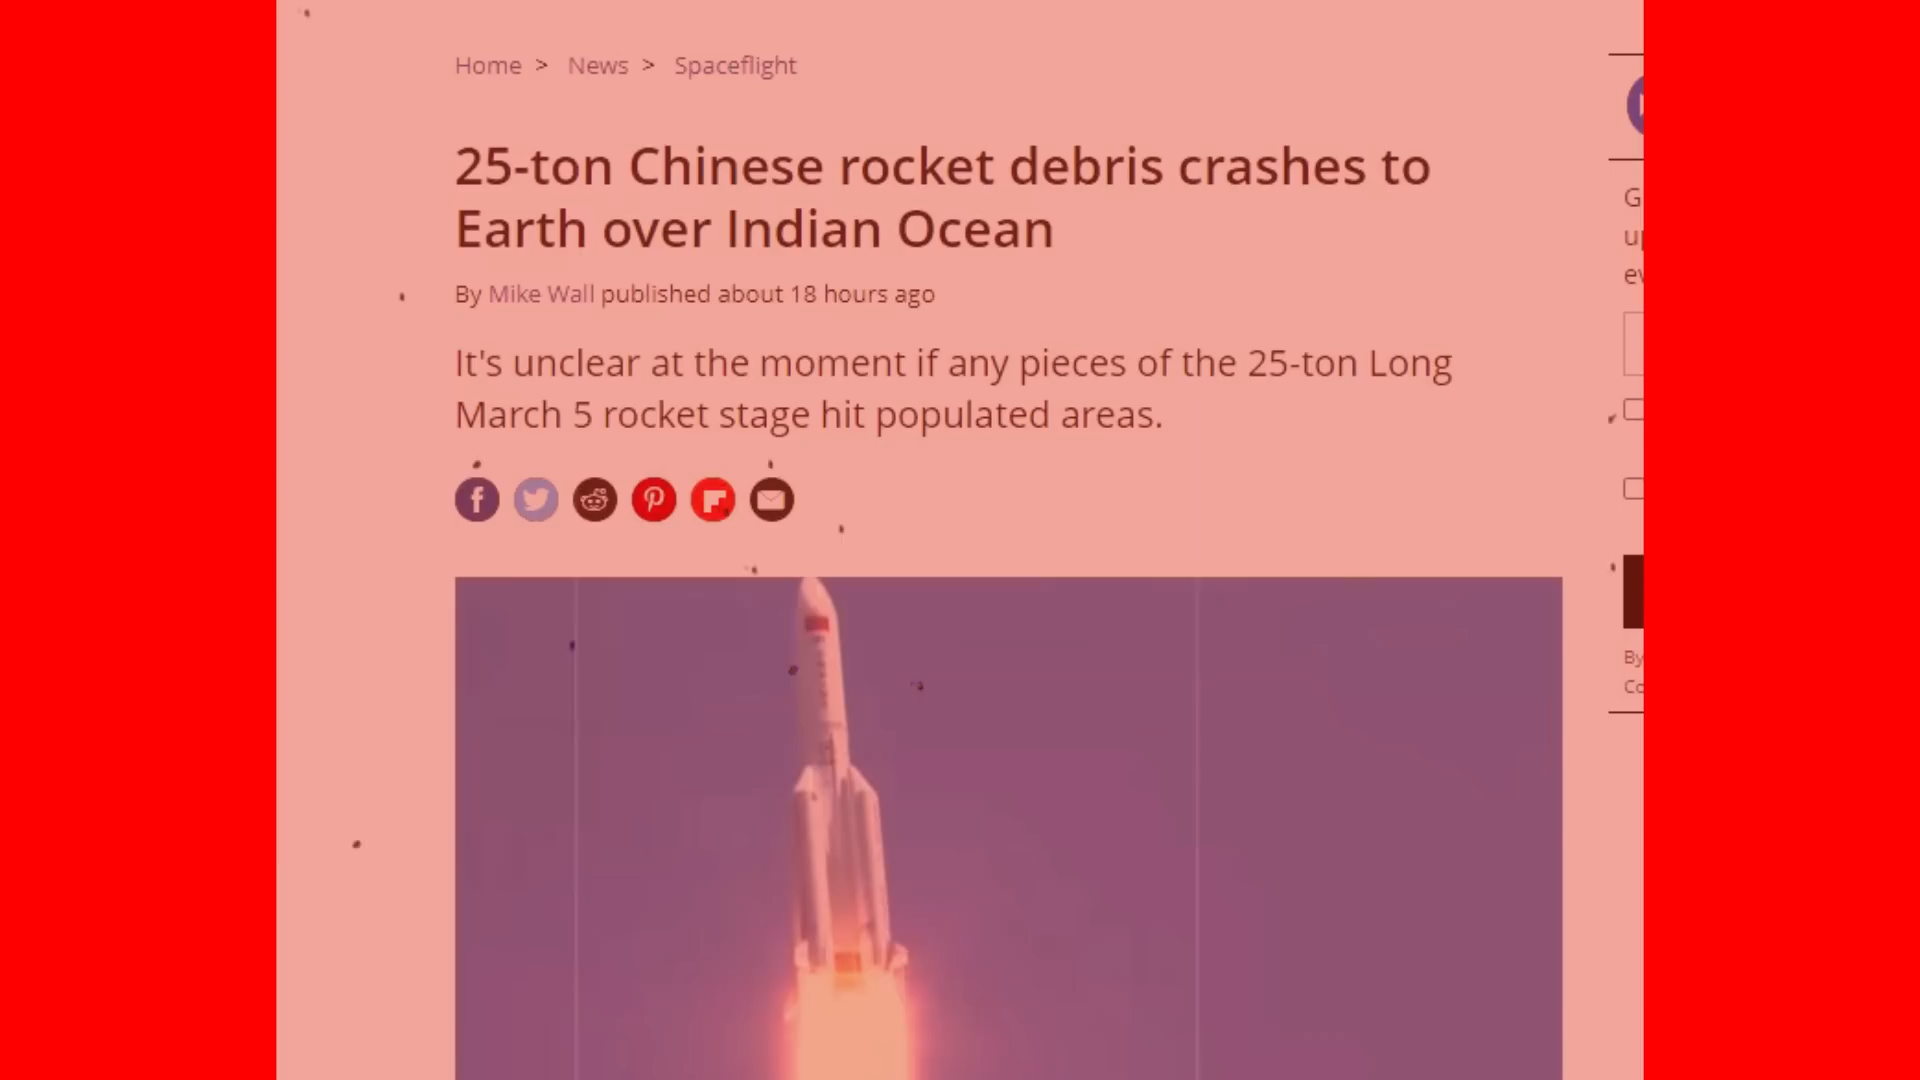 Home > News > Spaceflight
25-ton Chinese rocket debris crashes to
Earth over Indian Ocean
By Mike Wall published about 18 hours ago
It's unclear at the moment if any pieces of the 25-ton Long
March 5 rocket stage hit populated areas.
By
Co